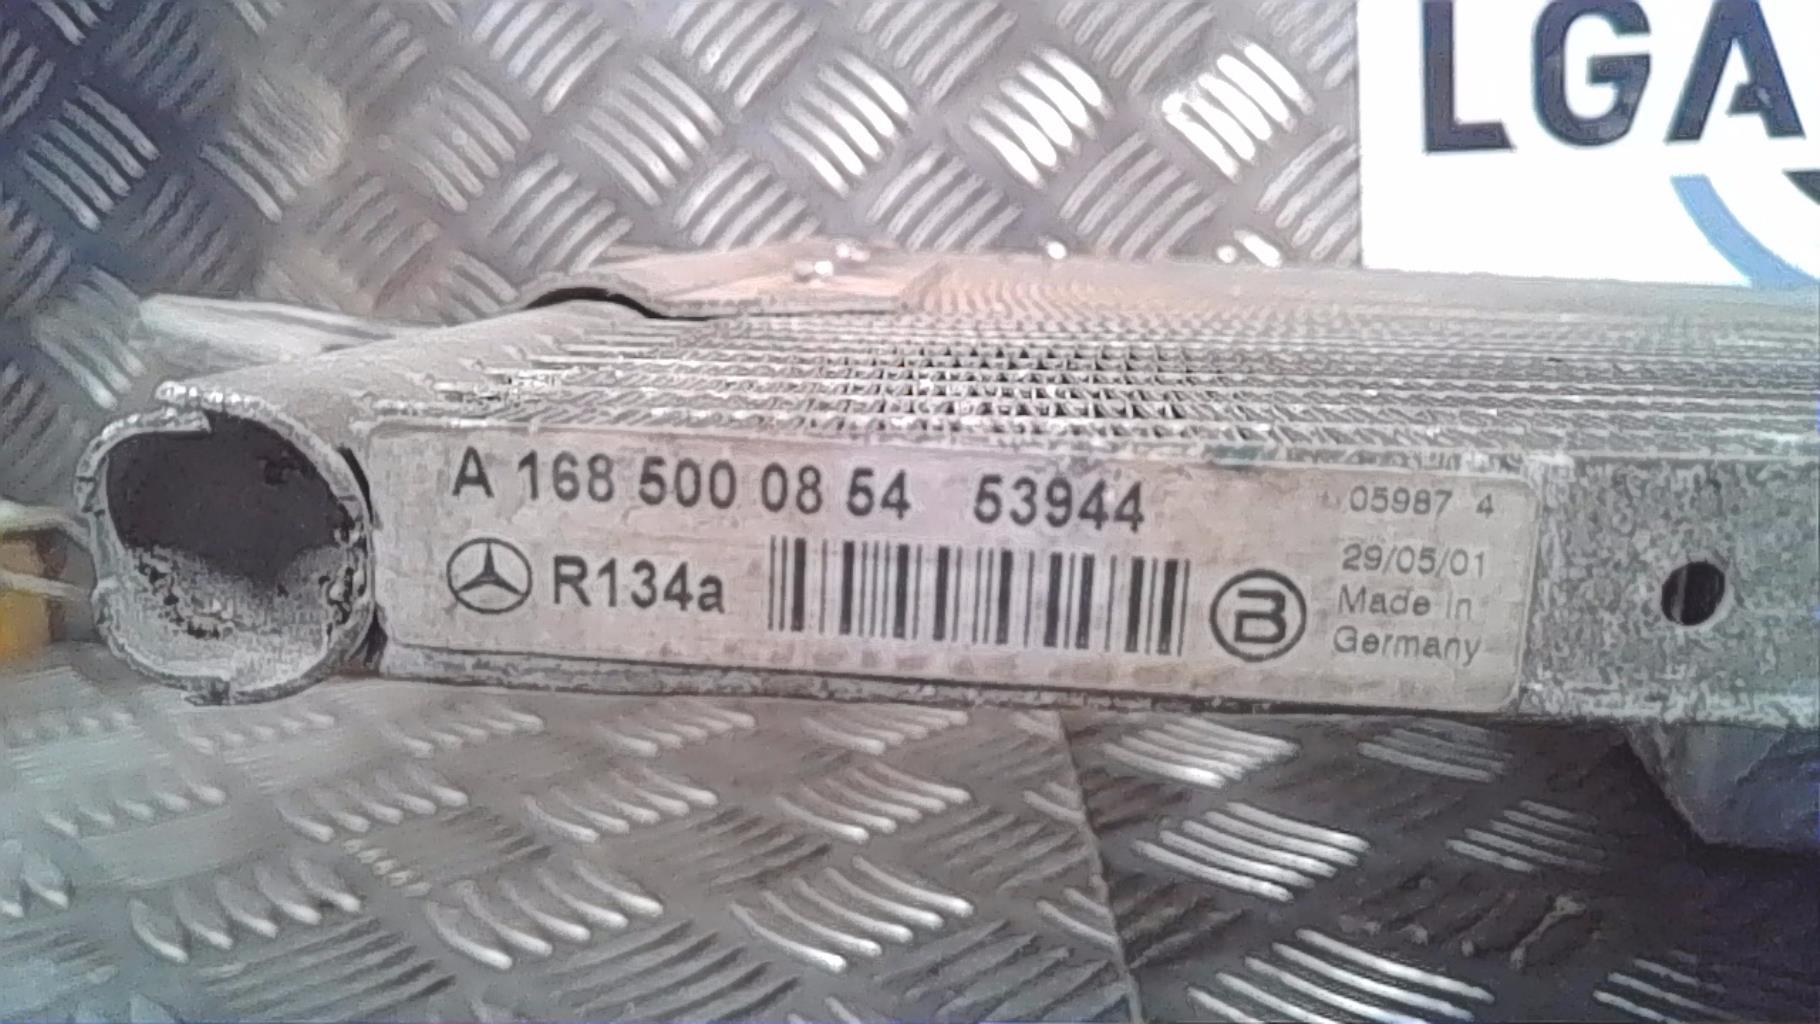 LGA
A 168 500 08 54 53944
05987 4
R134a
B
29/05/01
Made in
Germany